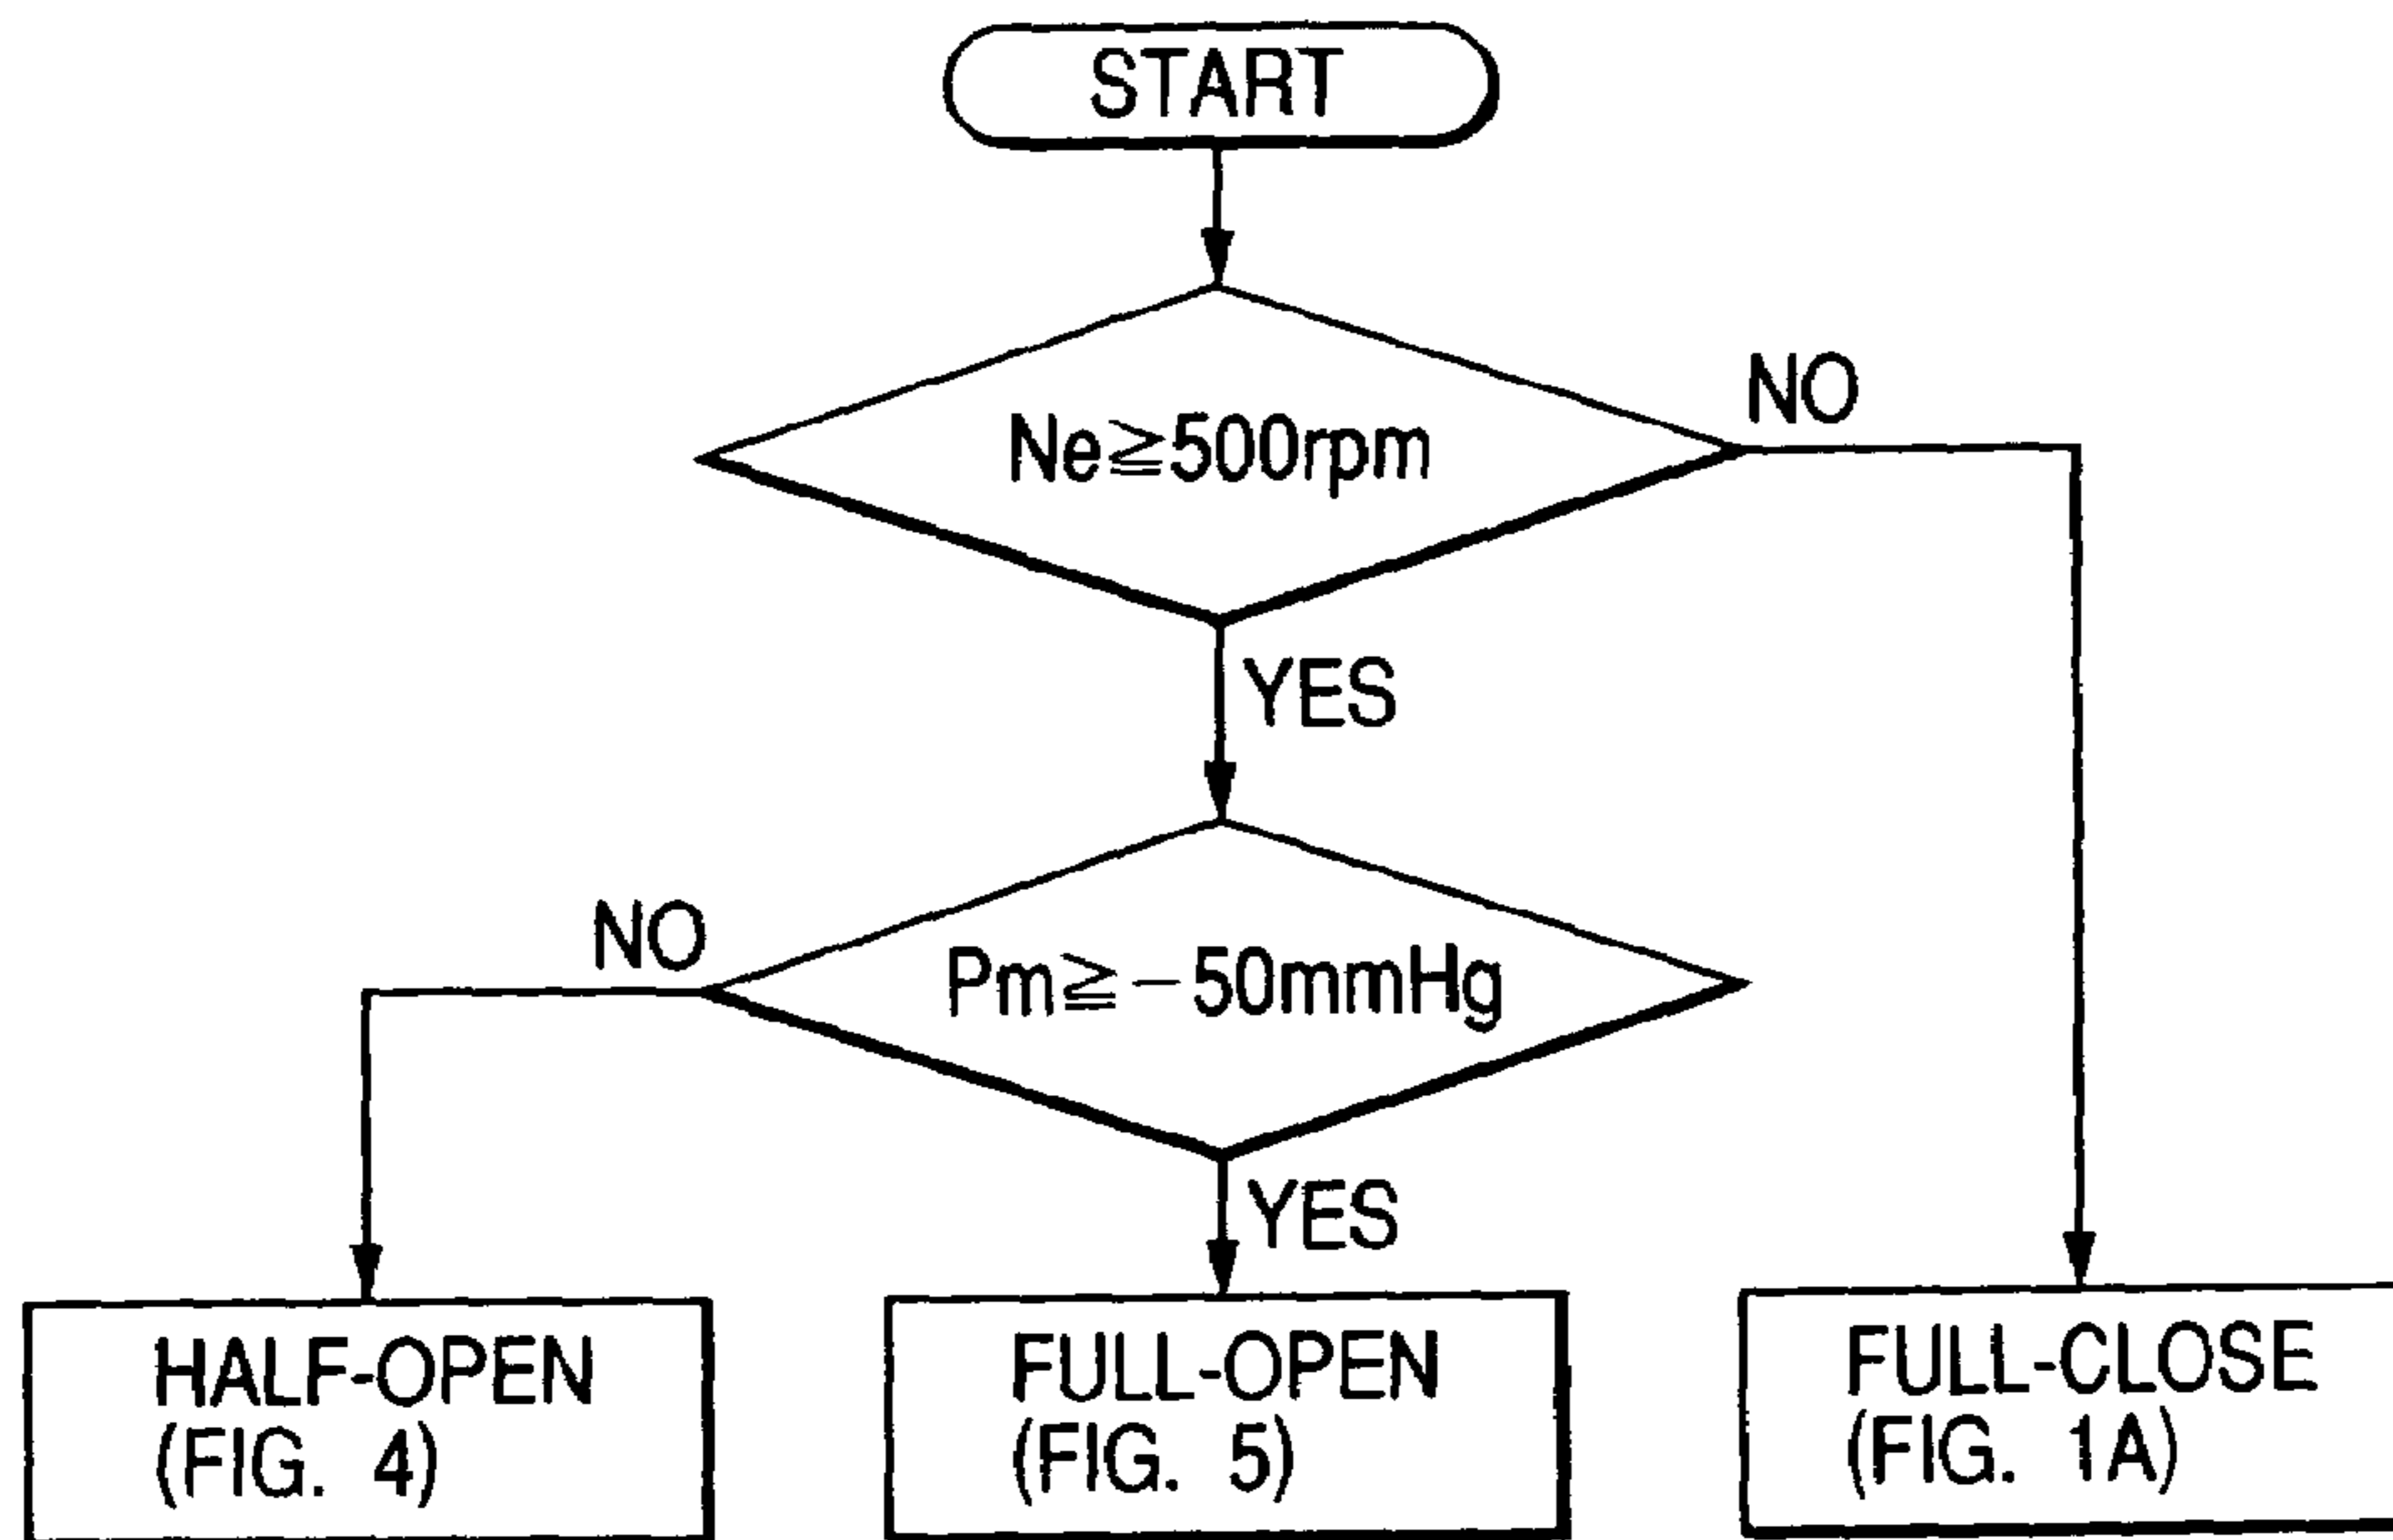 START
Ne≧500rpm
NO
YES
Pm≧−50mmHg
NO
YES
HALF-OPEN
(FIG. 4)
FULL-OPEN
(FIG. 5)
FULL-CLOSE
(FIG. 1A)